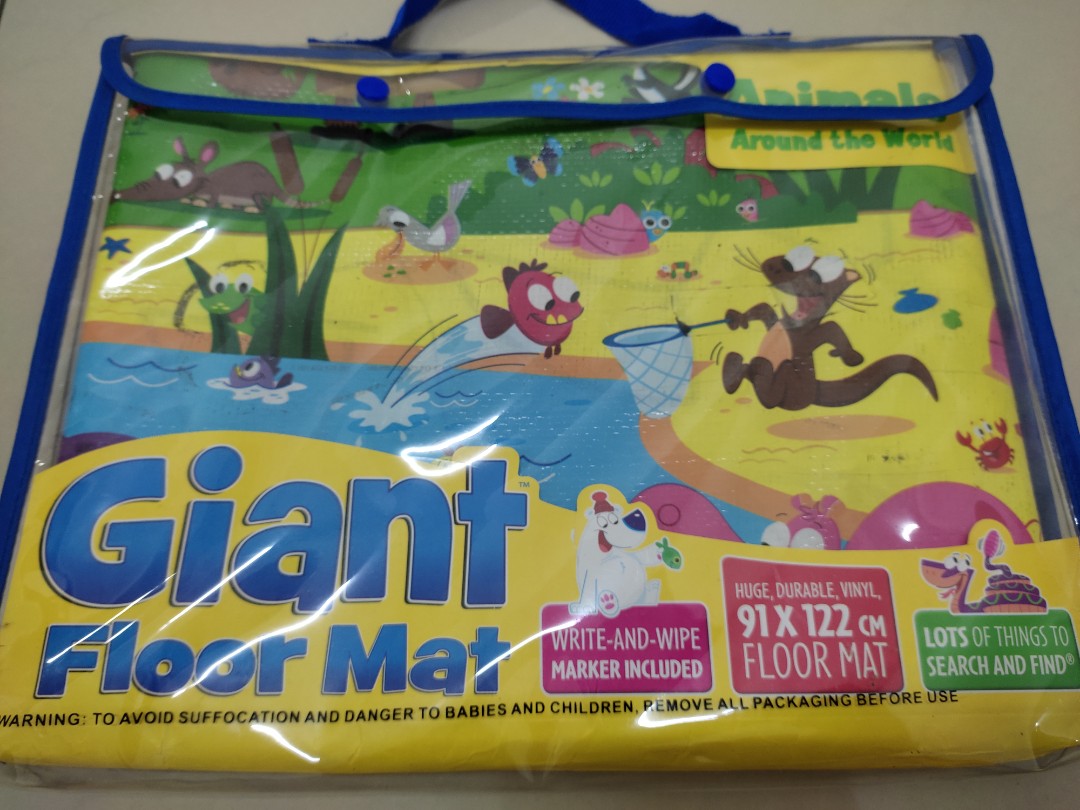 Animals
Around the World
Giant™
Floor Mat
WRITE-AND-WIPE
MARKER INCLUDED
HUGE, DURABLE, VINYL,
91 X 122 CM
FLOOR MAT
LOTS OF THINGS TO
SEARCH AND FIND®
WARNING: TO AVOID SUFFOCATION AND DANGER TO BABIES AND CHILDREN, REMOVE ALL PACKAGING BEFORE USE